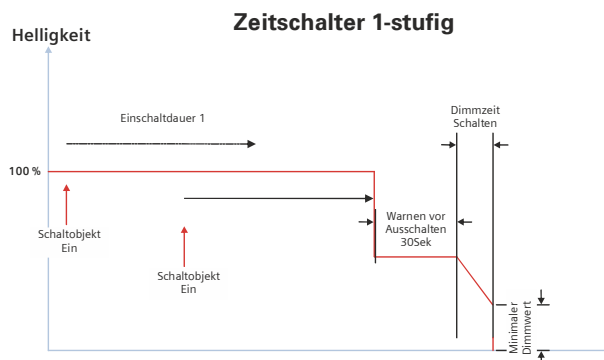 Zeitschalter 1-stufig
Helligkeit
Einschaltdauer 1
Dimmzeit
Schalten
100 %
Warnen vor
Ausschalten
30Sek
Schaltobjekt
Ein
Schaltobjekt
Ein
Minimaler
Dimmwert